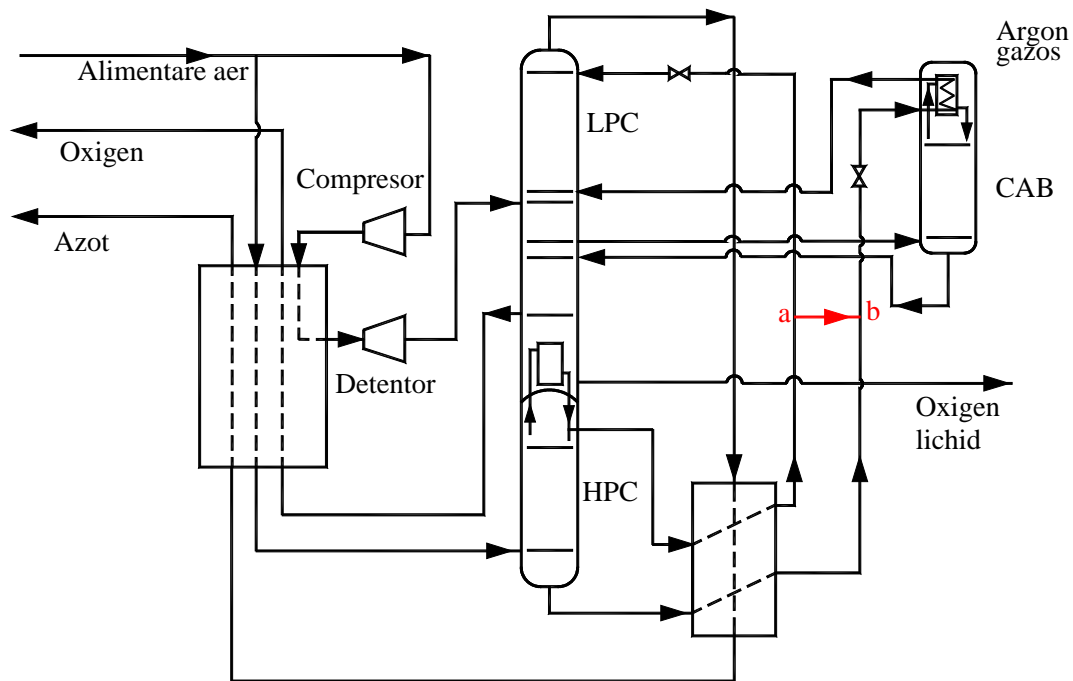 Argon
gazos
Alimentare aer
LPC
Oxigen
Compresor
CAB
Azot
a
b
Detentor
Oxigen
lichid
HPC